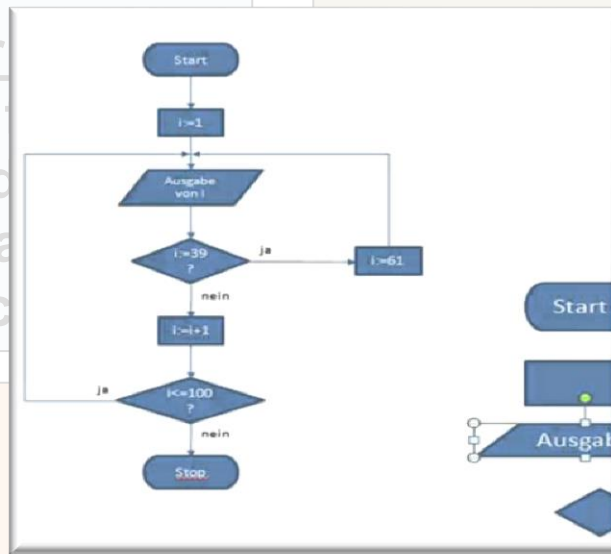 Start
i:=1
Ausgabe
von i
i:=39
?
ja
i:=61
nein
i:=i+1
ja
i<=100
?
nein
Stop
Start
Ausgab